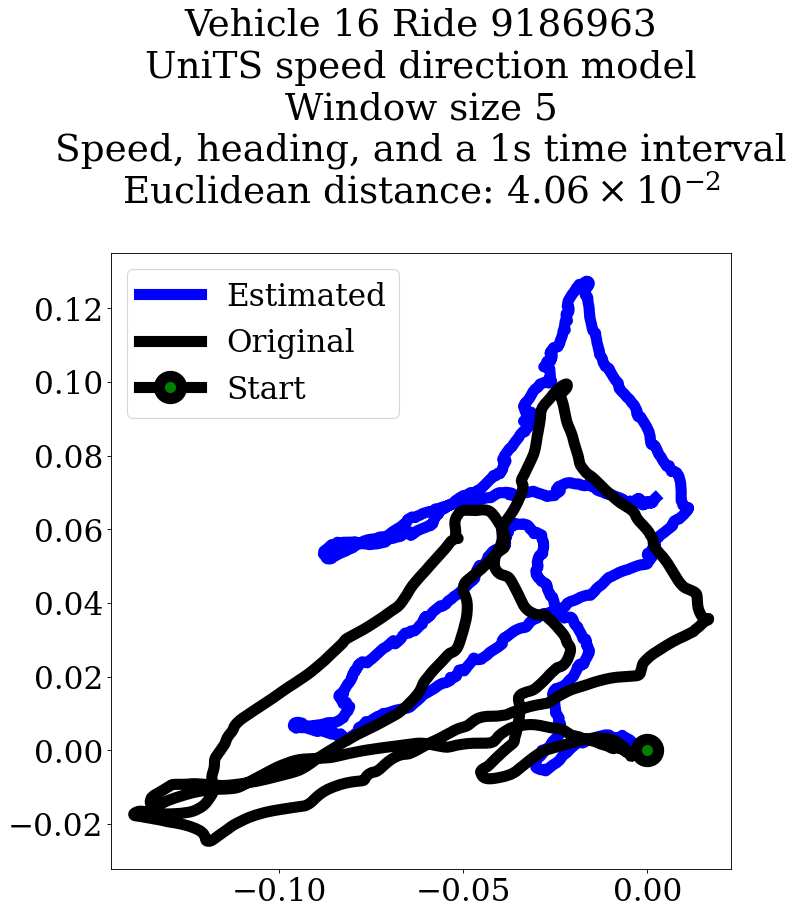 Vehicle 16 Ride 9186963
UniTS speed direction model
Window size 5
Speed, heading, and a 1s time interval
Euclidean distance: 4.06 × 10⁻²
Estimated
Original
Start
0.12
0.10
0.08
0.06
0.04
0.02
0.00
−0.02
−0.10
−0.05
0.00